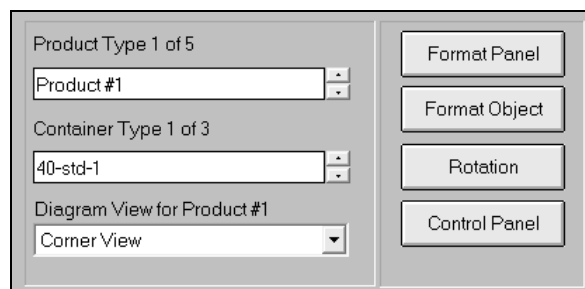 Product Type 1 of 5
Product #1
Container Type 1 of 3
40-std-1
Diagram View for Product #1
Corner View
Format Panel
Format Object
Rotation
Control Panel